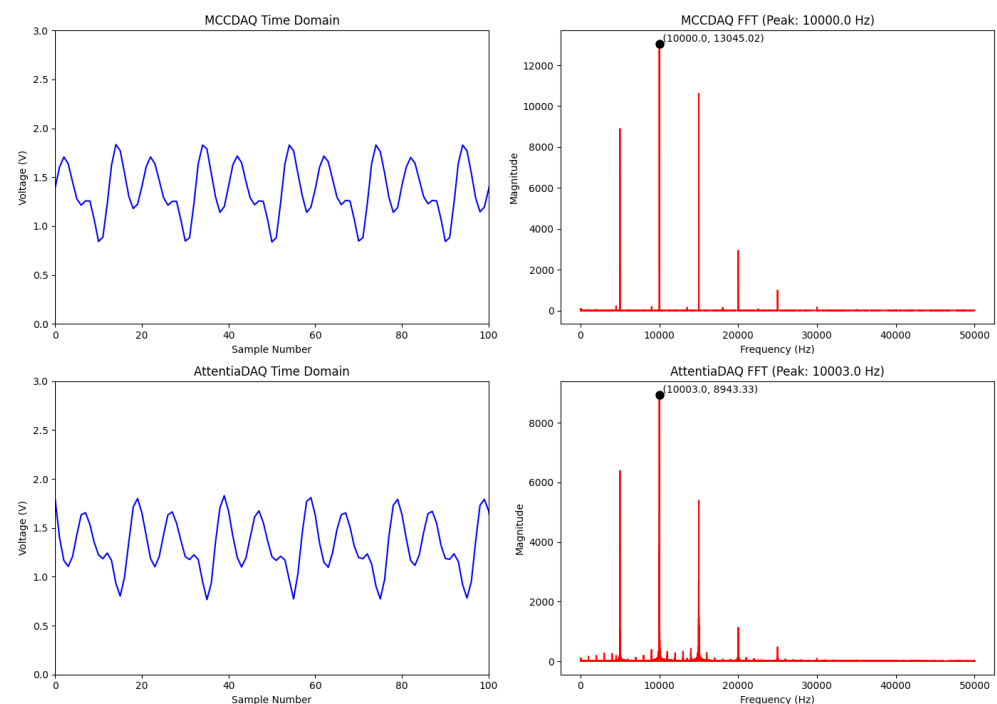 MCCDAQ Time Domain
3.0
2.5
2.0
1.5
1.0
0.5
0.0
Voltage (V)
0 20 40 60 80 100
Sample Number
MCCDAQ FFT (Peak: 10000.0 Hz)
(10000.0, 13045.02)
12000
10000
8000
6000
4000
2000
0
Magnitude
0 10000 20000 30000 40000 50000
Frequency (Hz)
AttentiaDAQ Time Domain
3.0
2.5
2.0
1.5
1.0
0.5
0.0
Voltage (V)
0 20 40 60 80 100
Sample Number
AttentiaDAQ FFT (Peak: 10003.0 Hz)
(10003.0, 8943.33)
8000
6000
4000
2000
0
Magnitude
0 10000 20000 30000 40000 50000
Frequency (Hz)